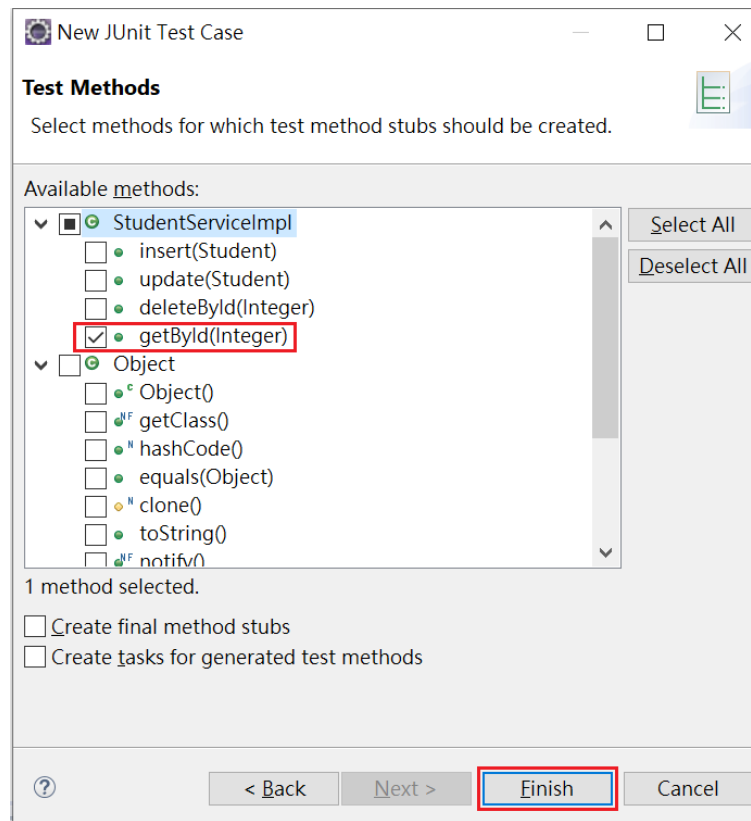 New JUnit Test Case
Test Methods
Select methods for which test method stubs should be created.
Available methods:
StudentServiceImpl
insert(Student)
update(Student)
deleteById(Integer)
getById(Integer)
Object
Object()
getClass()
hashCode()
equals(Object)
clone()
toString()
notify()
Select All
Deselect All
1 method selected.
Create final method stubs
Create tasks for generated test methods
< Back
Next >
Finish
Cancel